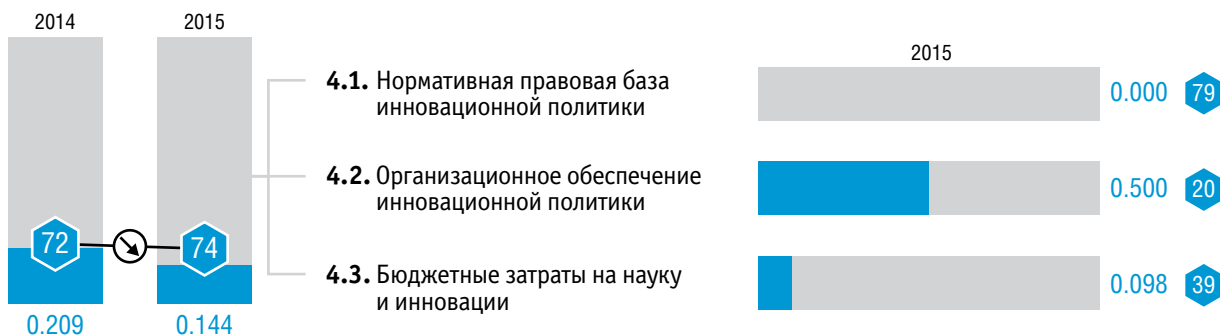 2014
2015
72
74
0.209
0.144
4.1. Нормативная правовая база
инновационной политики
4.2. Организационное обеспечение
инновационной политики
4.3. Бюджетные затраты на науку
и инновации
2015
0.000 79
0.500 20
0.098 39